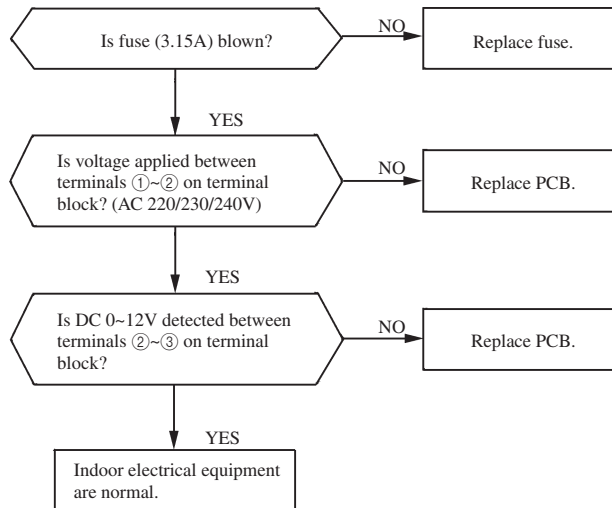 Is fuse (3.15A) blown?
NO
Replace fuse.
YES
Is voltage applied between
terminals ①~② on terminal
block? (AC 220/230/240V)
NO
Replace PCB.
YES
Is DC 0~12V detected between
terminals ②~③ on terminal
block?
NO
Replace PCB.
YES
Indoor electrical equipment
are normal.